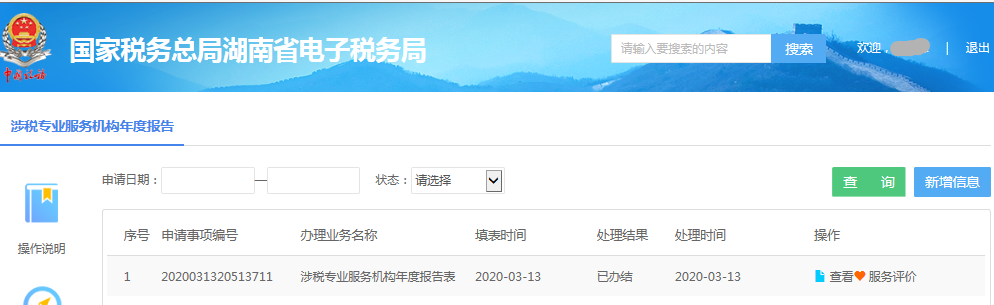 国家税务总局湖南省电子税务局
中国税务
请输入要搜索的内容
搜索
欢迎，
|
退出
涉税专业服务机构年度报告
操作说明
申请日期： — 状态：请选择
查 询 新增信息
序号 申请事项编号 办理业务名称 填表时间 处理结果 处理时间 操作
1 2020031320513711 涉税专业服务机构年度报告表 2020-03-13 已办结 2020-03-13 查看 服务评价